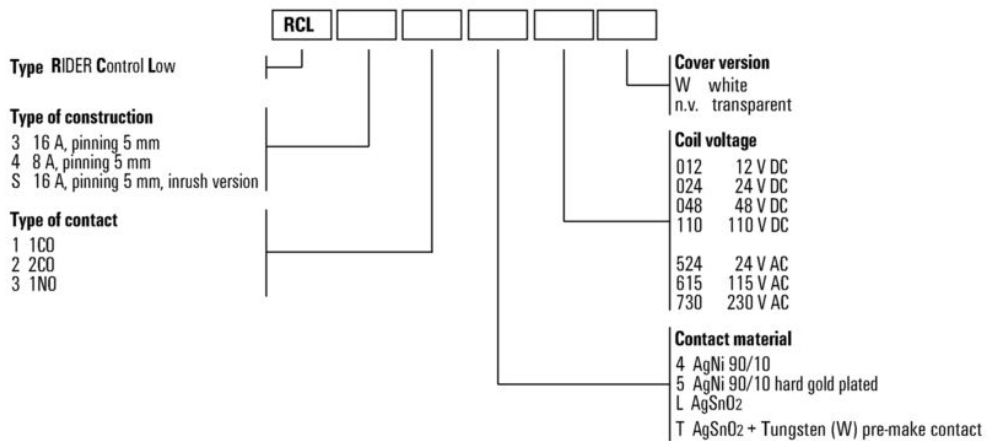 RCL
Type RIDER Control Low
Type of construction
3 16 A, pinning 5 mm
4 8 A, pinning 5 mm
S 16 A, pinning 5 mm, inrush version
Type of contact
1 1CO
2 2CO
3 1NO
Cover version
W white
n.v. transparent
Coil voltage
012 12 V DC
024 24 V DC
048 48 V DC
110 110 V DC
524 24 V AC
615 115 V AC
730 230 V AC
Contact material
4 AgNi 90/10
5 AgNi 90/10 hard gold plated
L AgSnO2
T AgSnO2 + Tungsten (W) pre-make contact